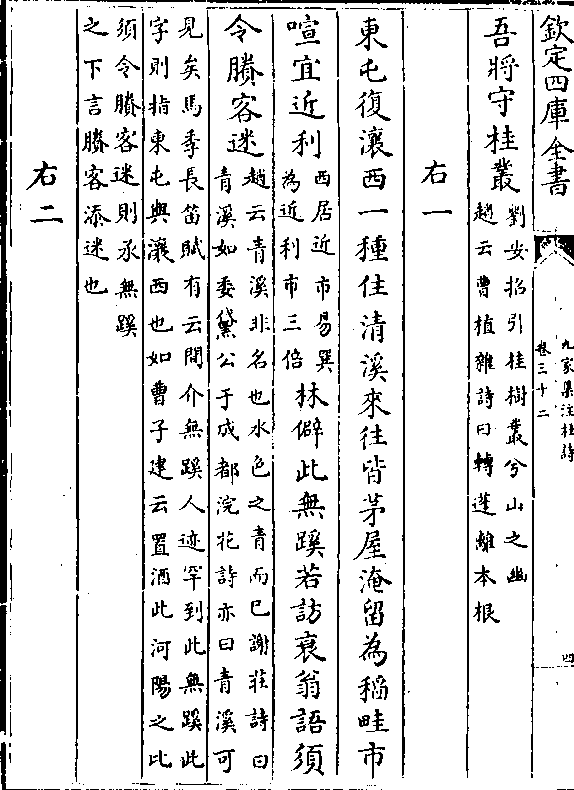 欽定四庫全書
九家集注杜詩
卷三十二
四
吾將守桂叢
劉安招引桂樹叢兮山之幽
趙云曹植雜詩曰轉蓬離本根
右一
東屯復瀼西一種住清溪來往皆茅屋淹留為稻畦市
喧宜近利
西居近市易巽
為近利市三倍
林僻此無蹊若訪衰翁語須
令賸客迷
趙云青溪非名也水色之青而已謝莊詩曰
青溪如委黛公于成都浣花詩亦曰青溪可
見矣馬季長笛賦有云間介無蹊人迹罕到此無蹊此
字則指東屯與瀼西也如曹子建云置酒此河陽之比
須令賸客迷則承無蹊
之下言賸客添迷也
右二